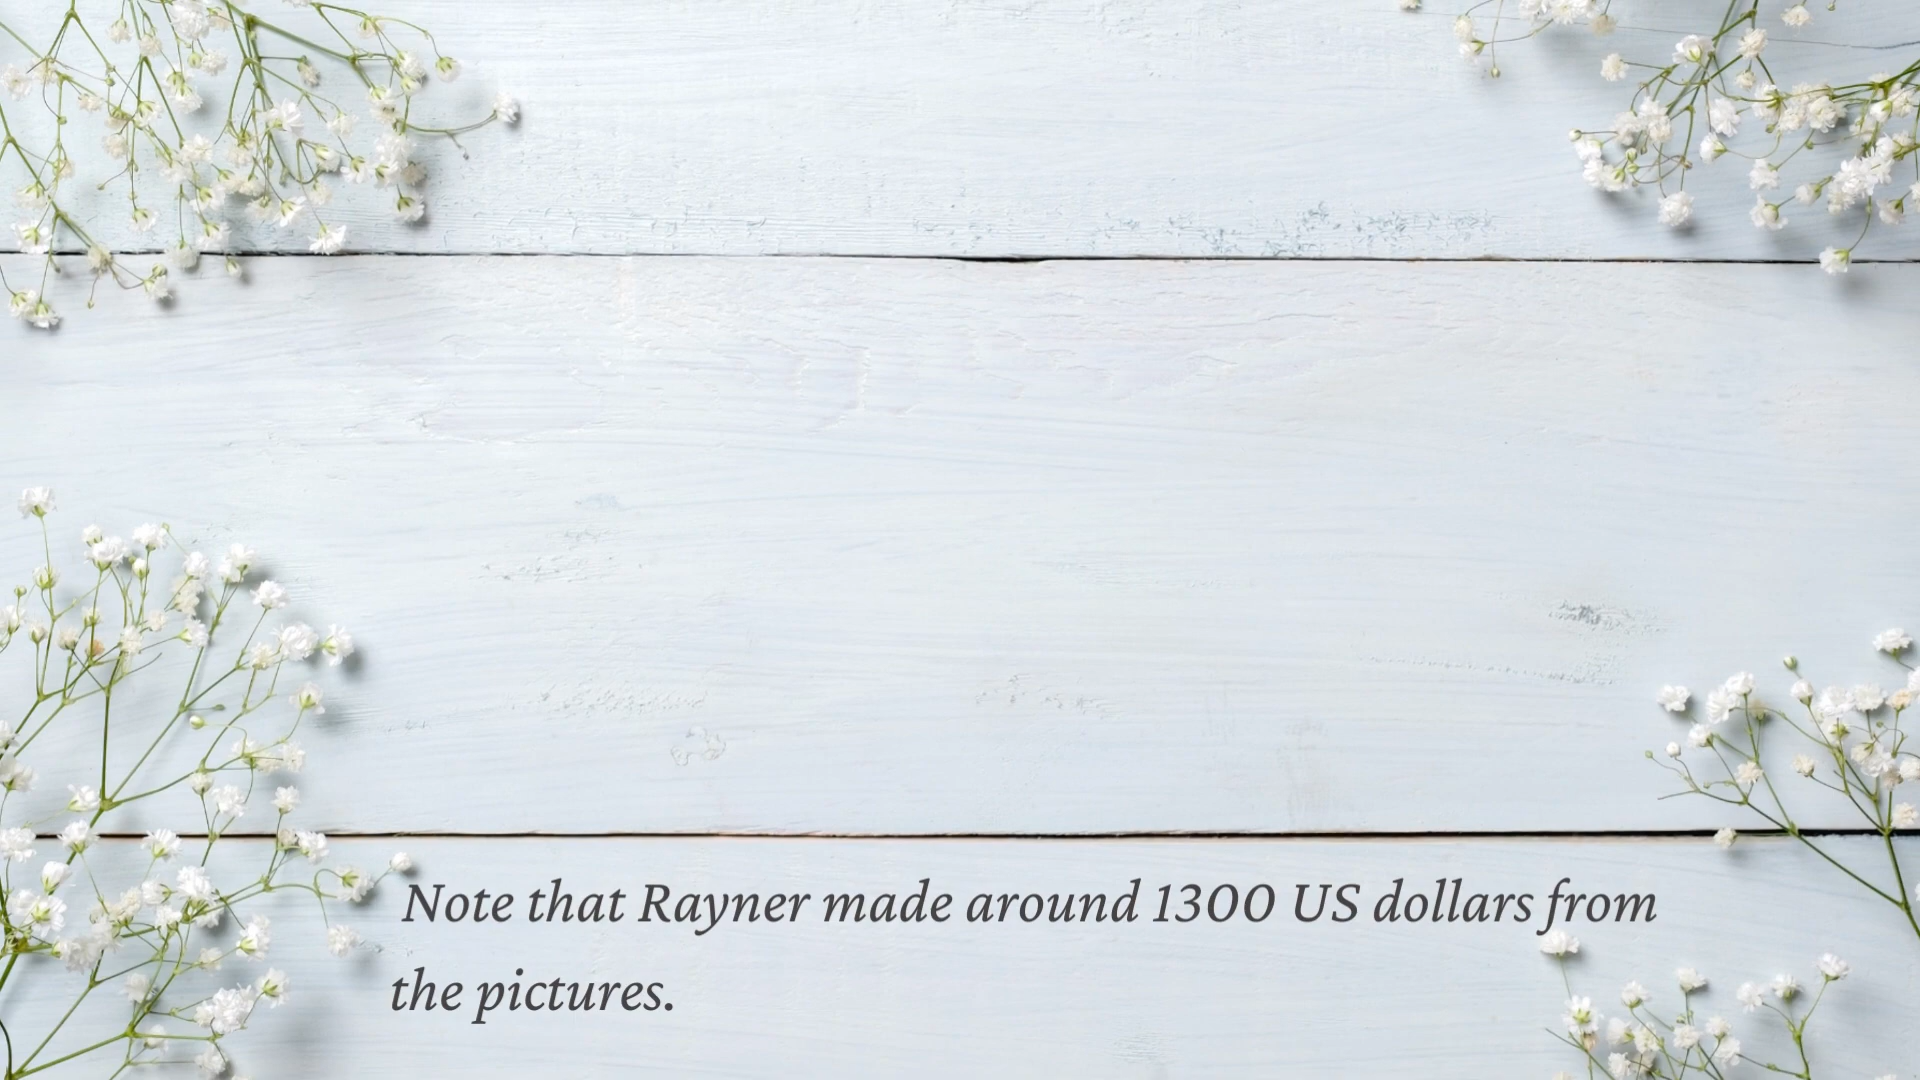 Note that Rayner made around 1300 US dollars from
the pictures.